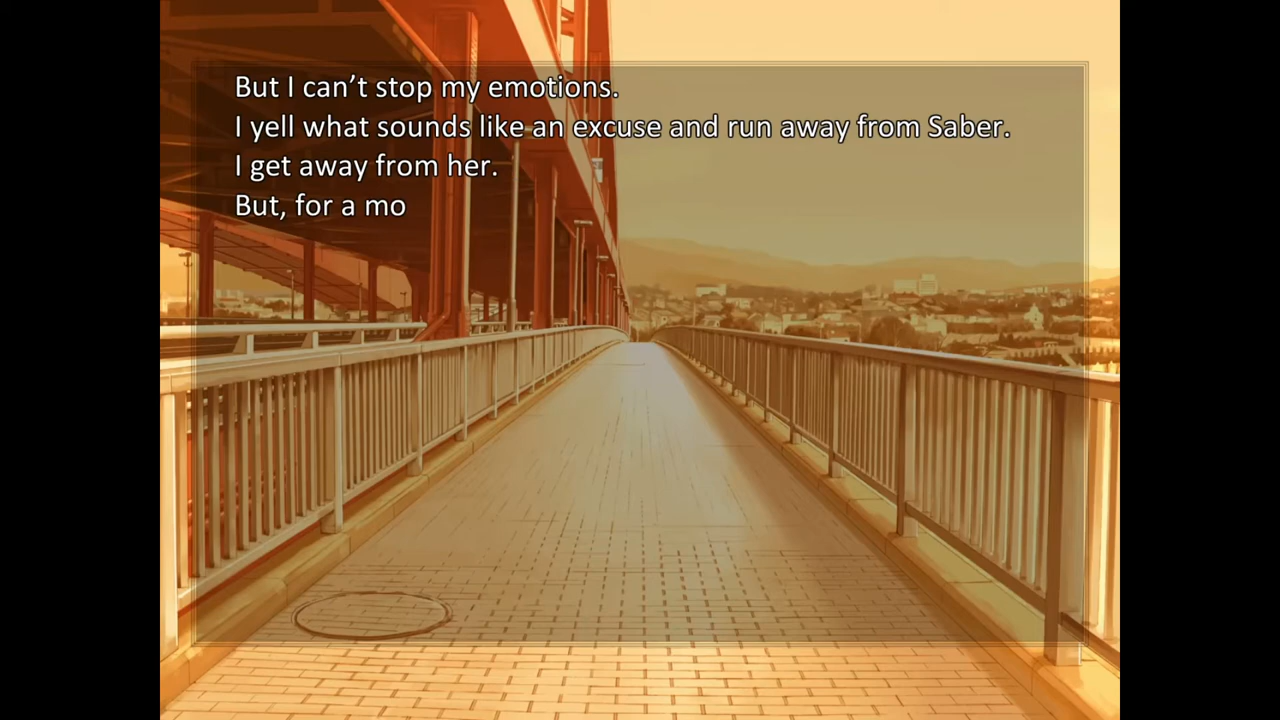 But I can’t stop my emotions.
I yell what sounds like an excuse and run away from Saber.
I get away from her.
But, for a mo